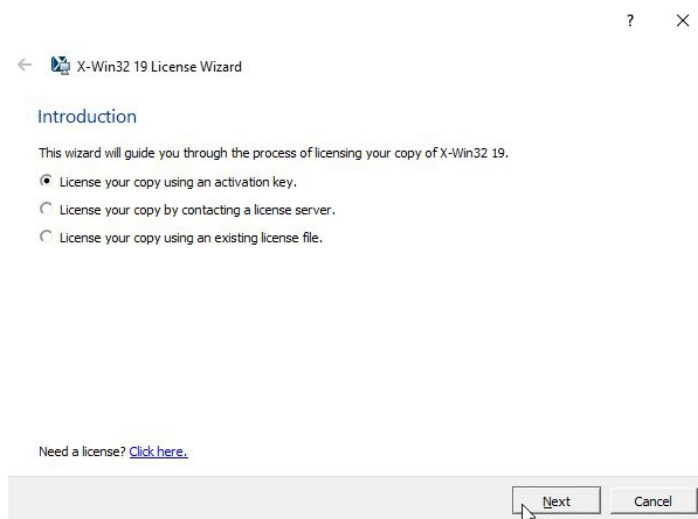 ?
X-Win32 19 License Wizard
Introduction
This wizard will guide you through the process of licensing your copy of X-Win32 19.
License your copy using an activation key.
License your copy by contacting a license server.
License your copy using an existing license file.
Need a license? Click here.
Next Cancel